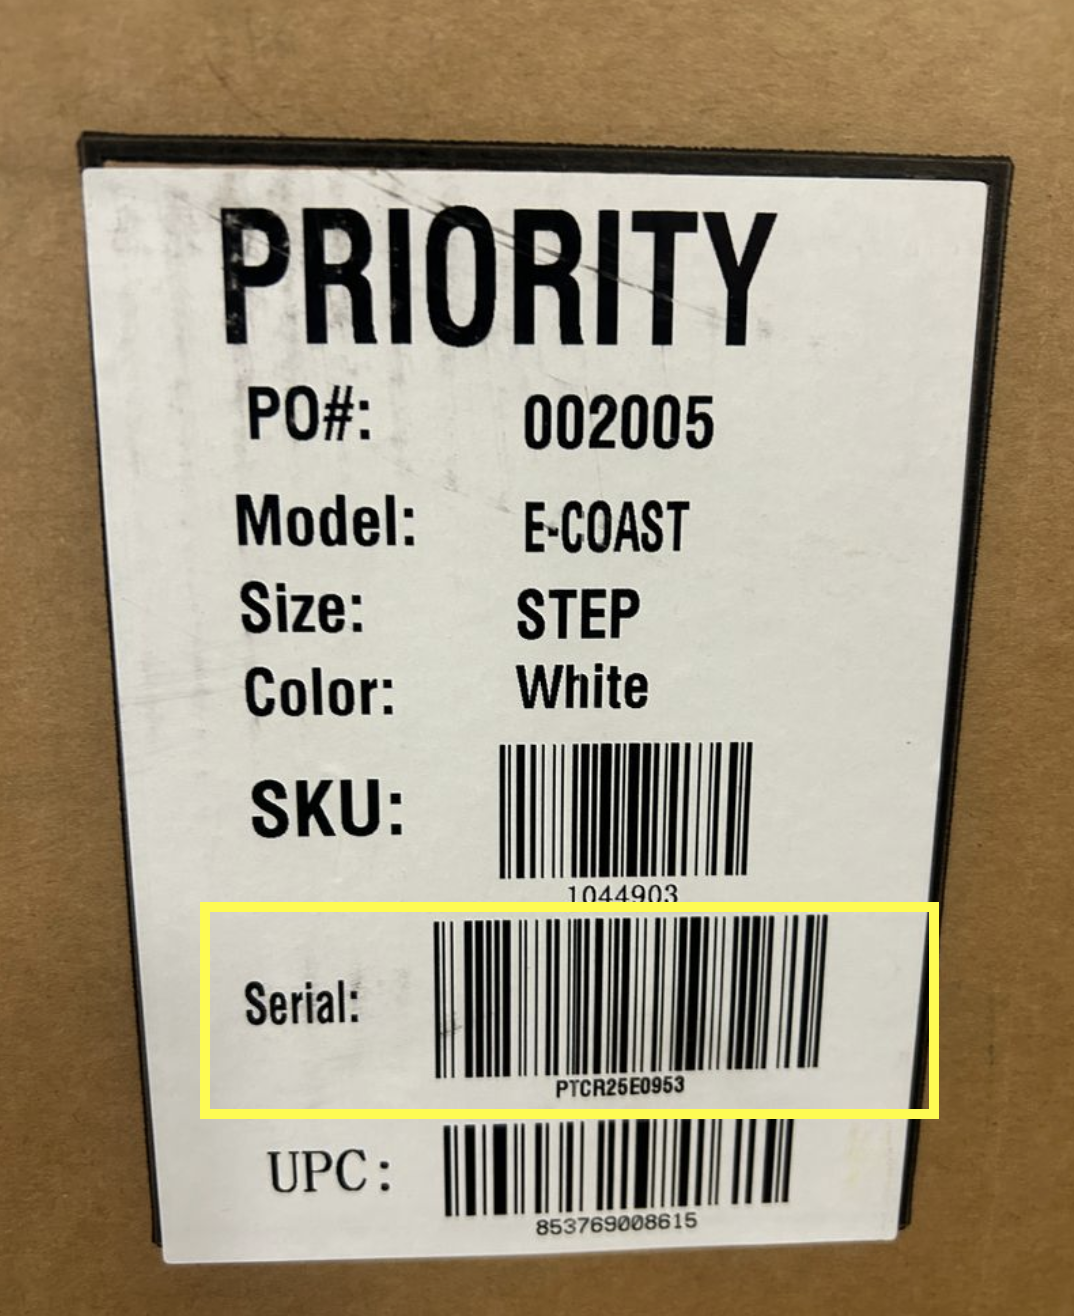 PRIORITY
PO#: 002005
Model: E-COAST
Size: STEP
Color: White
SKU:
1044903
Serial:
PTCR25E0953
UPC:
853769008615